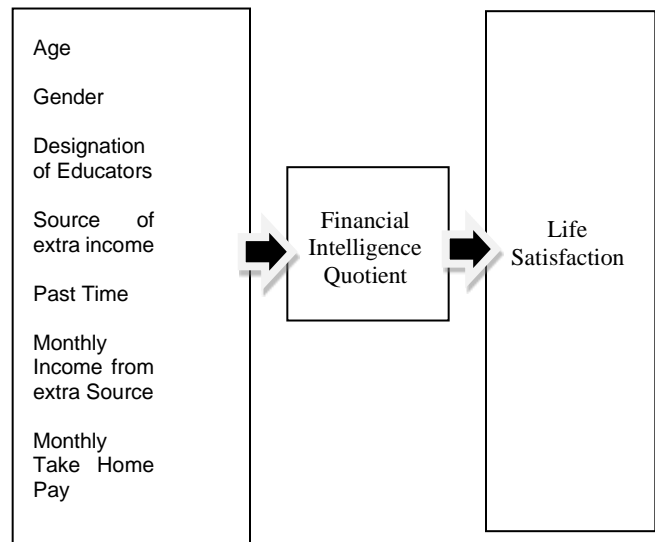 Age
Gender
Designation
of Educators
Source of
extra income
Past Time
Monthly
Income from
extra Source
Monthly
Take Home
Pay
Financial
Intelligence
Quotient
Life
Satisfaction